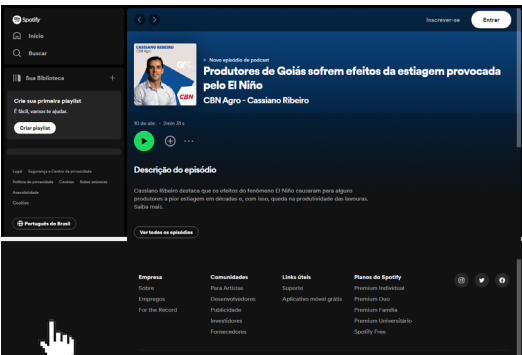 Spotify
Início
Buscar
Sua Biblioteca
Crie sua primeira playlist
É fácil, vamos te ajudar.
Criar playlist
Legal Segurança e Centro de privacidade
Política de privacidade Cookies Sobre anúncios
Acessibilidade
Cookies
Português do Brasil
Inscrever-se
Entrar
CASSIANO RIBEIRO
CBN Agro
CBN
Novo episódio de podcast
Produtores de Goiás sofrem efeitos da estiagem provocada
pelo El Niño
CBN Agro - Cassiano Ribeiro
10 de abr. · 3min 31 s
Descrição do episódio
Cassiano Ribeiro destaca que os efeitos do fenômeno El Niño causaram para alguns
produtores a pior estiagem em décadas e, com isso, queda na produtividade das lavouras.
Saiba mais.
Ver todos os episódios
Empresa
Sobre
Empregos
For the Record
Comunidades
Para Artistas
Desenvolvedores
Publicidade
Investidores
Fornecedores
Links úteis
Suporte
Aplicativo móvel grátis
Planos do Spotify
Premium Individual
Premium Duo
Premium Família
Premium Universitário
Spotify Free